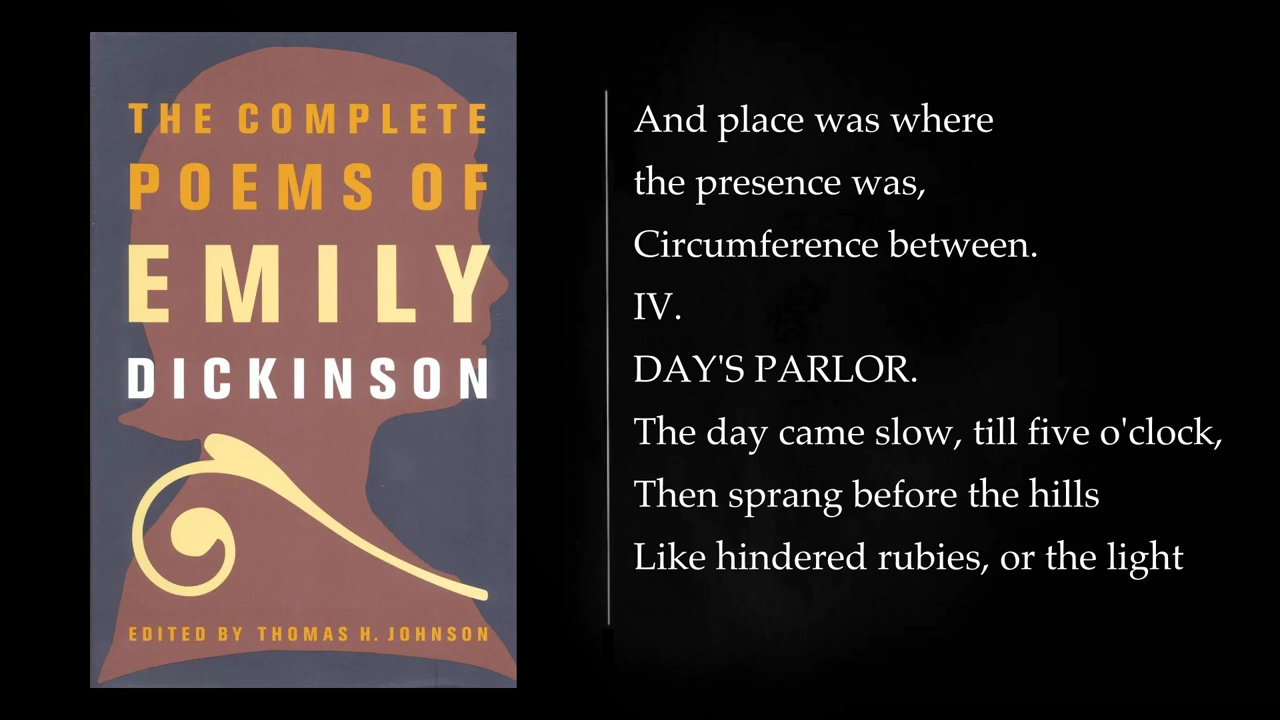 THE COMPLETE
POEMS OF
EMILY
DICKINSON
EDITED BY THOMAS H. JOHNSON
And place was where
the presence was,
Circumference between.
IV.
DAY'S PARLOR.
The day came slow, till five o'clock,
Then sprang before the hills
Like hindered rubies, or the light